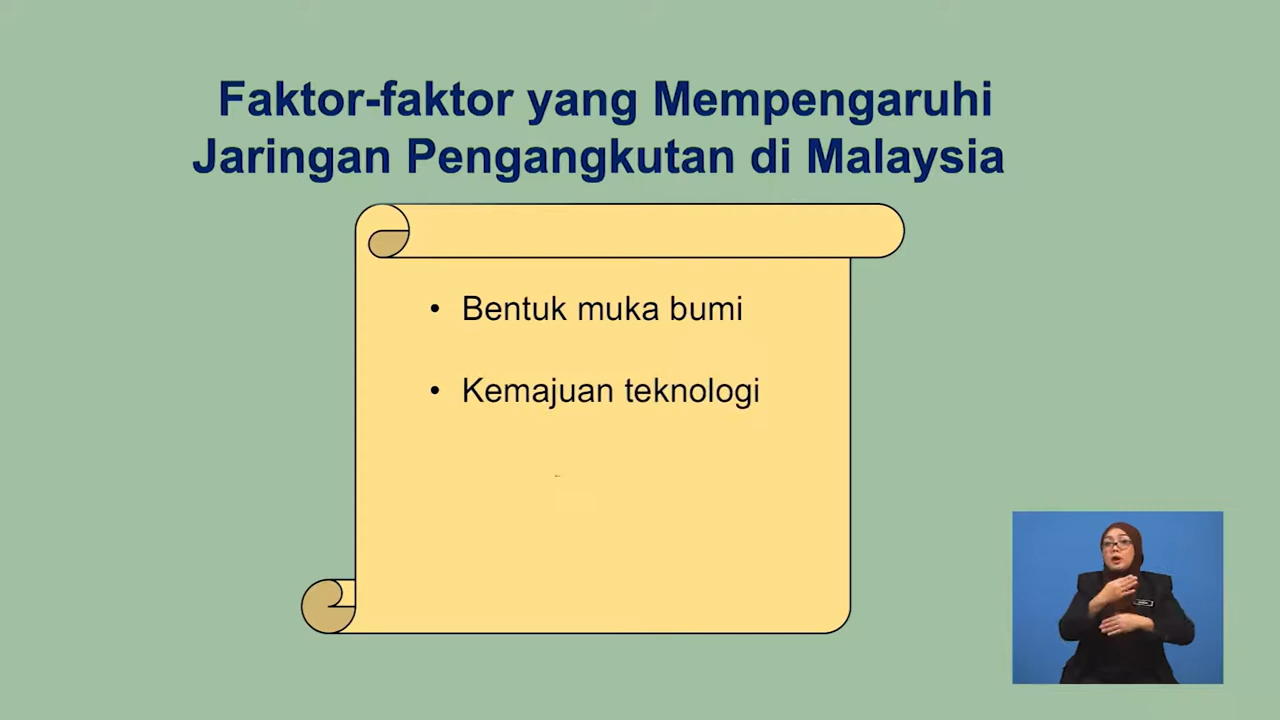 Faktor-faktor yang Mempengaruhi
Jaringan Pengangkutan di Malaysia
• Bentuk muka bumi
• Kemajuan teknologi